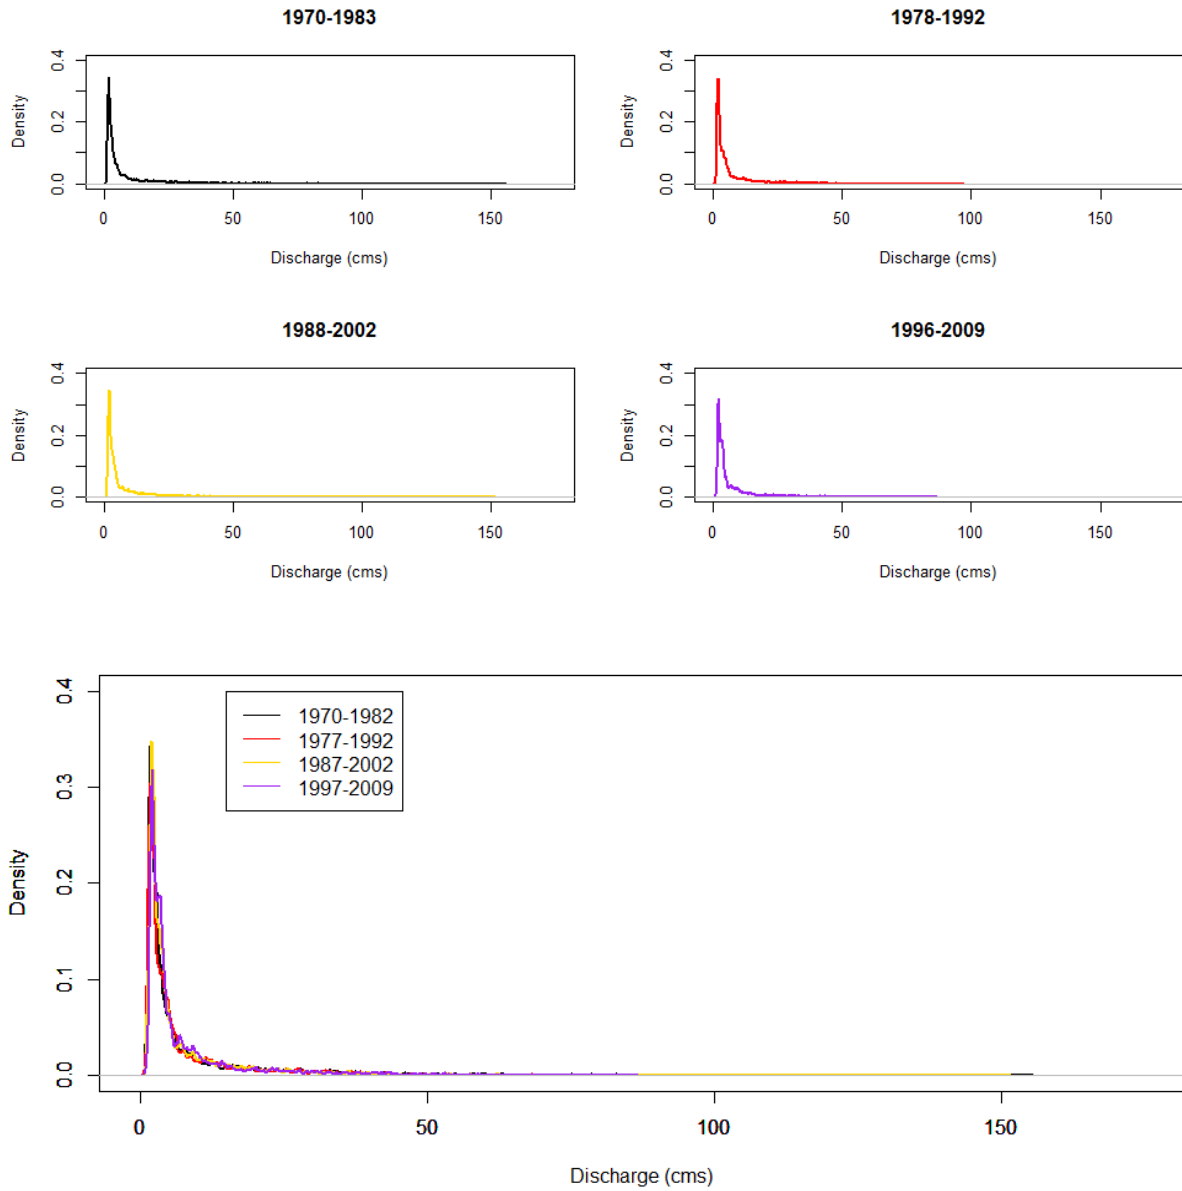 1970-1983
Density
0.0 0.2 0.4
0 50 100 150
Discharge (cms)
1978-1992
Density
0.0 0.2 0.4
0 50 100 150
Discharge (cms)
1988-2002
Density
0.0 0.2 0.4
0 50 100 150
Discharge (cms)
1996-2009
Density
0.0 0.2 0.4
0 50 100 150
Discharge (cms)
Density
0.0 0.1 0.2 0.3 0.4
1970-1982
1977-1992
1987-2002
1997-2009
0 50 100 150
Discharge (cms)